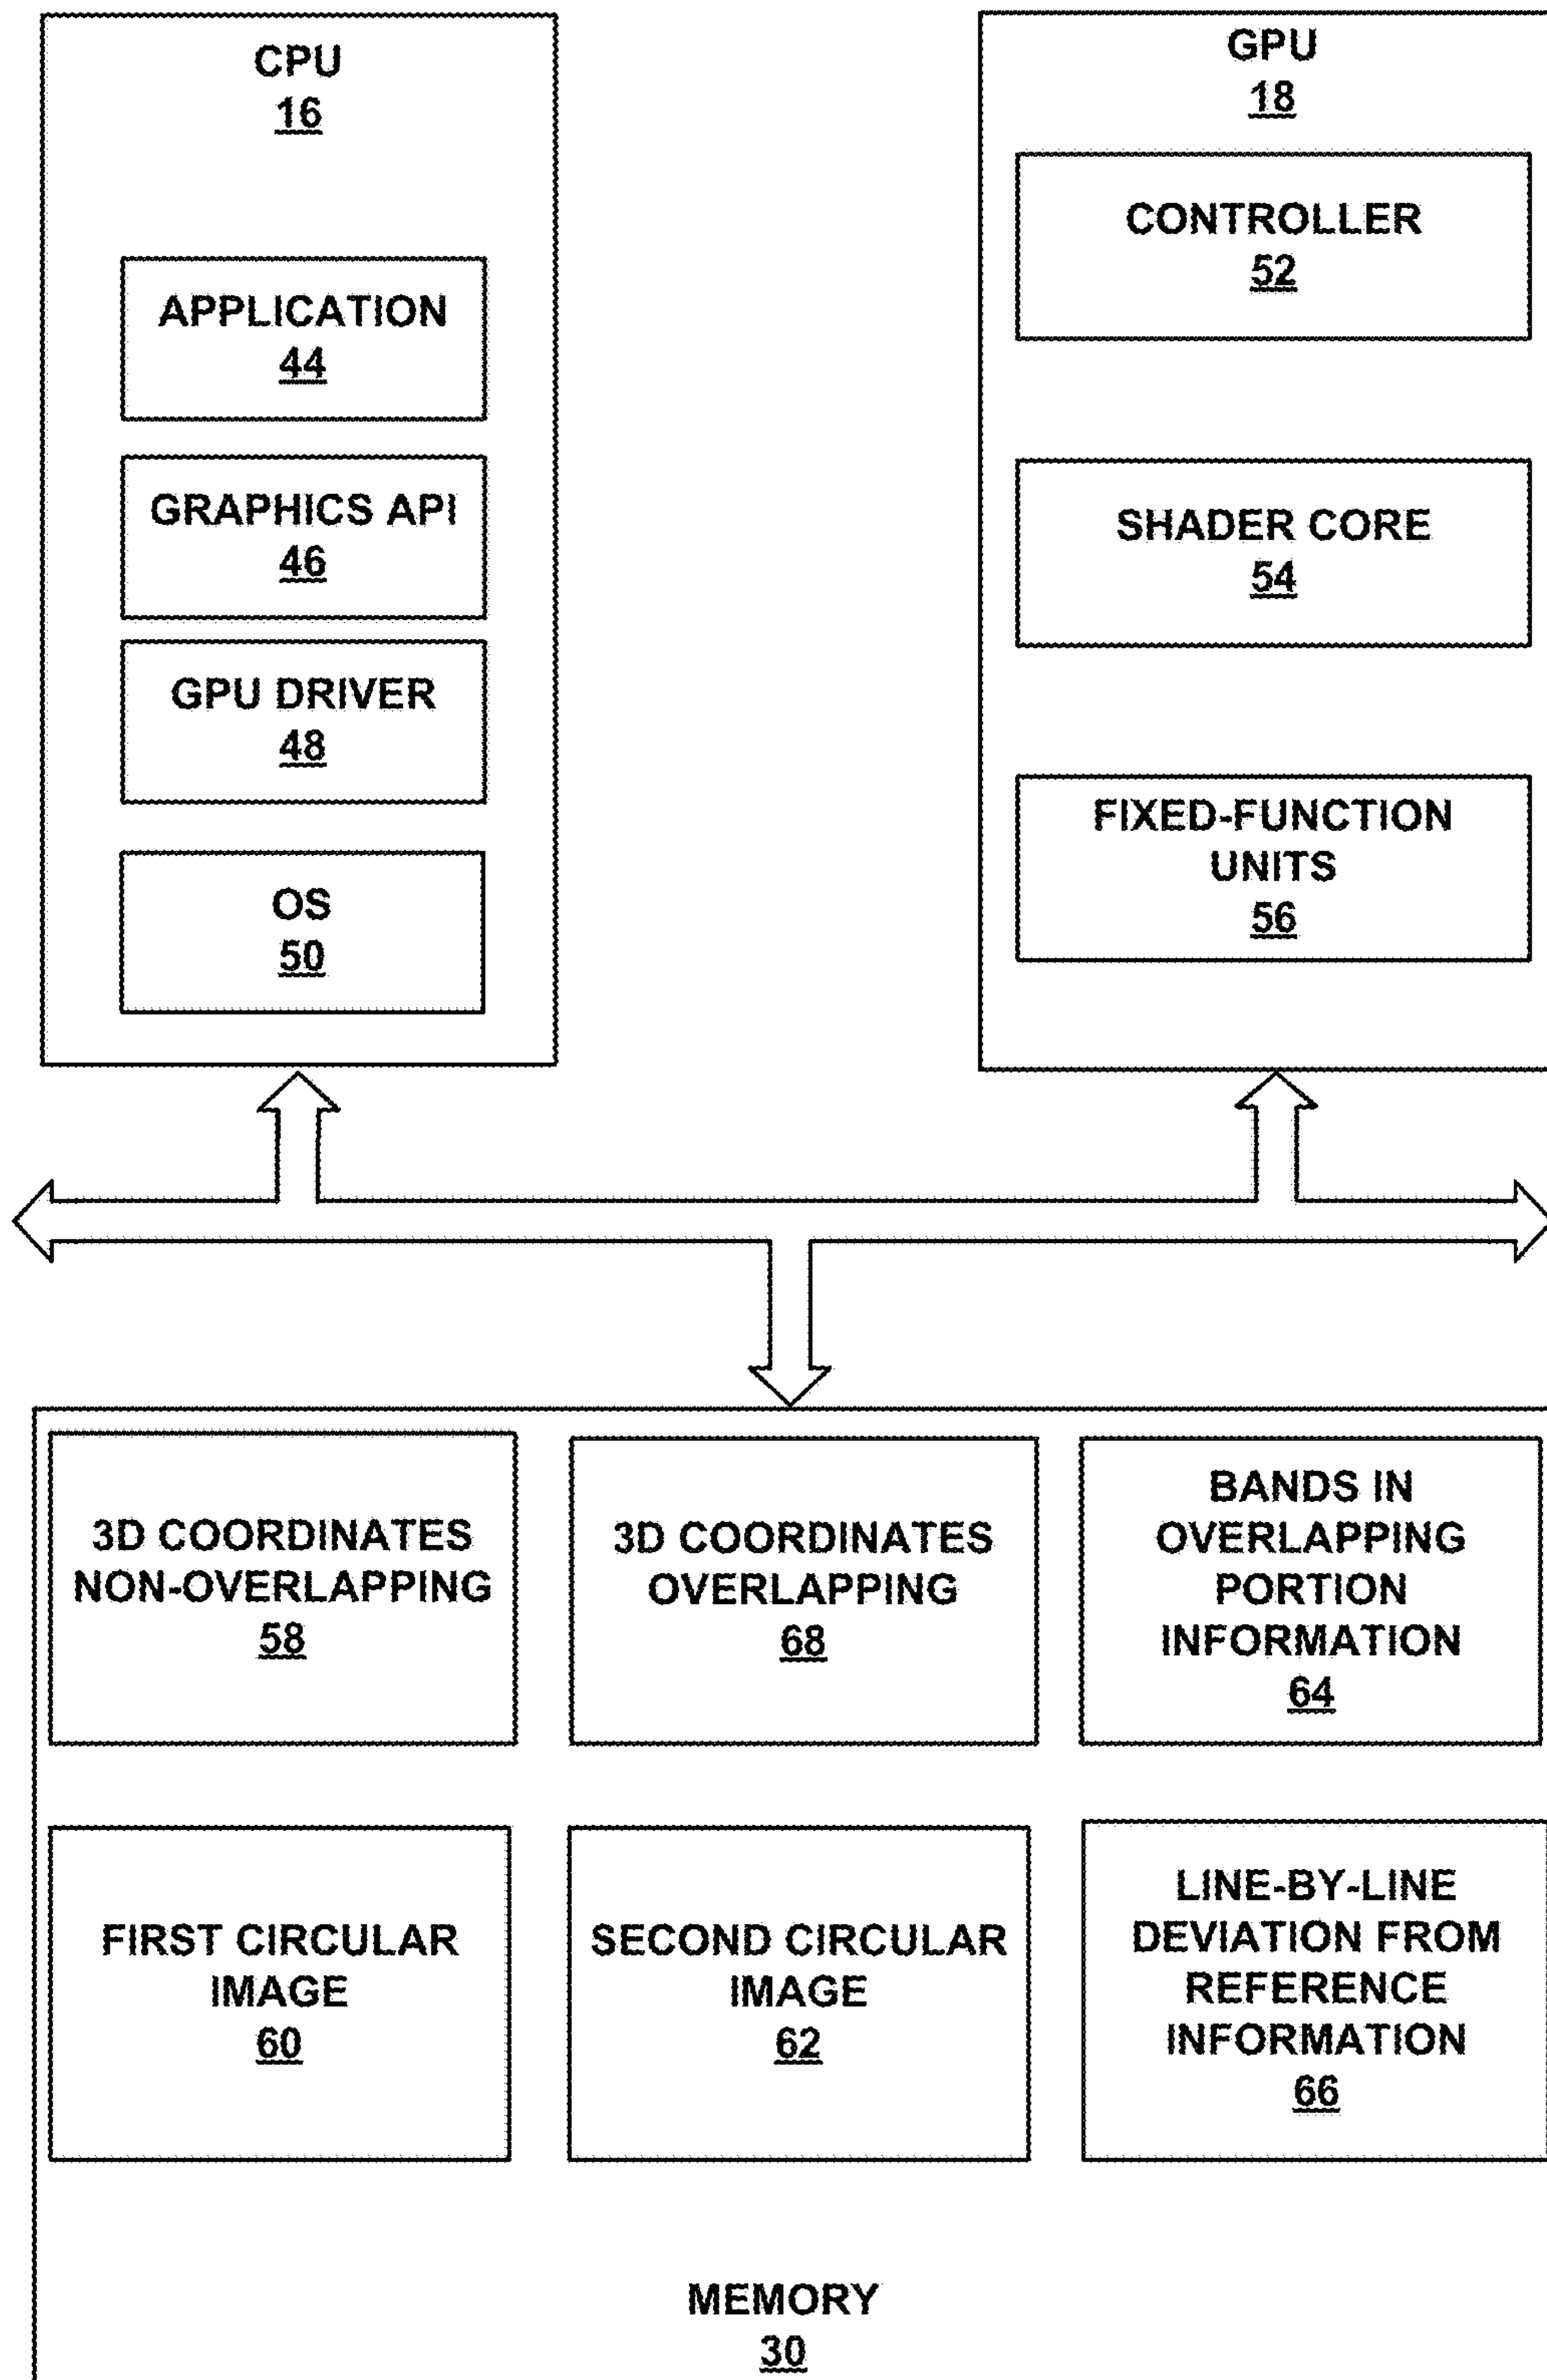 CPU
16
APPLICATION
44
GRAPHICS API
46
GPU DRIVER
48
OS
50
GPU
18
CONTROLLER
52
SHADER CORE
54
FIXED-FUNCTION
UNITS
56
3D COORDINATES
NON-OVERLAPPING
58
3D COORDINATES
OVERLAPPING
68
BANDS IN
OVERLAPPING
PORTION
INFORMATION
64
FIRST CIRCULAR
IMAGE
60
SECOND CIRCULAR
IMAGE
62
LINE-BY-LINE
DEVIATION FROM
REFERENCE
INFORMATION
66
MEMORY
30